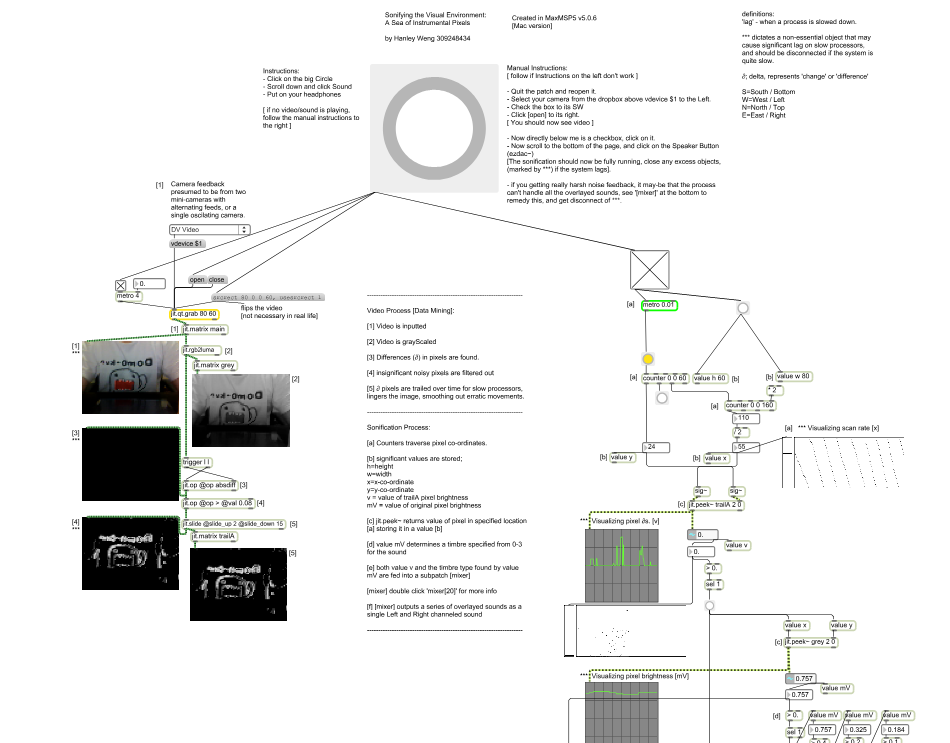 Sonifying the Visual Environment:
A Sea of Instrumental Pixels
by Hanley Weng 309248434
Created in MaxMSP5 v5.0.6
[Mac version]
definitions:
'lag' - when a process is slowed down.
*** dictates a non-essential object that may
cause significant lag on slow processors,
and should be disconnected if the system is
quite slow.
∂; delta, represents 'change' or 'difference'
S=South / Bottom
W=West / Left
N=North / Top
E=East / Right
Instructions:
- Click on the big Circle
- Scroll down and click Sound
- Put on your headphones
[ if no video/sound is playing,
follow the manual instructions to
the right ]
Manual Instructions:
[ follow if Instructions on the left don't work ]
- Quit the patch and reopen it.
- Select your camera from the dropbox above vdevice $1 to the Left.
- Check the box to its SW
- Click [open] to its right.
[ You should now see video ]
- Now directly below me is a checkbox, click on it.
- Now scroll to the bottom of the page, and click on the Speaker Button
(ezdac~)
[The sonification should now be fully running, close any excess objects,
(marked by ***) if the system lags].
- if you getting really harsh noise feedback, it may-be that the process
can't handle all the overlayed sounds, see '[mixer]' at the bottom to
remedy this, and get disconnect of ***.
[1] Camera feedback
presumed to be from two
mini-cameras with
alternating feeds, or a
single oscilating camera.
DV Video
vdevice $1
open close
0.
metro 4
srcrect 80 0 0 60, usesrcrect 1
flips the video
[not necessary in real life]
jit.qt.grab 80 60
[1] jit.matrix main
[1]
***
jit.rgb2luma [2]
jit.matrix grey
[2]
[3]
***
trigger l l
jit.op @op absdiff [3]
jit.op @op > @val 0.08 [4]
[4]
***
jit.slide @slide_up 2 @slide_down 15 [5]
jit.matrix trailA
[5]
Video Process [Data Mining]:
[1] Video is inputted
[2] Video is grayScaled
[3] Differences (∂) in pixels are found.
[4] insignificant noisy pixels are filtered out
[5] ∂ pixels are trailed over time for slow processors,
lingers the image, smoothing out erratic movements.
Sonification Process:
[a] Counters traverse pixel co-ordinates.
[b] significant values are stored;
h=height
w=width
x=x-co-ordinate
y=y-co-ordinate
v = value of trailA pixel brightness
mV = value of original pixel brightness
[c] jit.peek~ returns value of pixel in specified location
[a] storing it in a value [b]
[d] value mV determines a timbre specified from 0-3
for the sound
[e] both value v and the timbre type found by value
mV are fed into a subpatch [mixer]
[mixer] double click 'mixer[20]' for more info
[f] [mixer] outputs a series of overlayed sounds as a
single Left and Right channeled sound
[a] metro 0.01
[a] counter 0 0 60 value h 60 [b]
[b] value w 80
* 2
[a] counter 0 0 160
110
/ 2
24
55
[b] value y
[b] value x
[a] *** Visualizing scan rate [x]
sig~ sig~
[c] jit.peek~ trailA 2 0
*** Visualizing pixel ∂s. [v]
0.
value v
0.
> 0.
sel 1
value x value y
[c] jit.peek~ grey 2 0
*** Visualizing pixel brightness [mV]
0.757
value mV
0.757
[d] > 0. value mV value mV value mV
0.757 0.325 0.184
sel 1